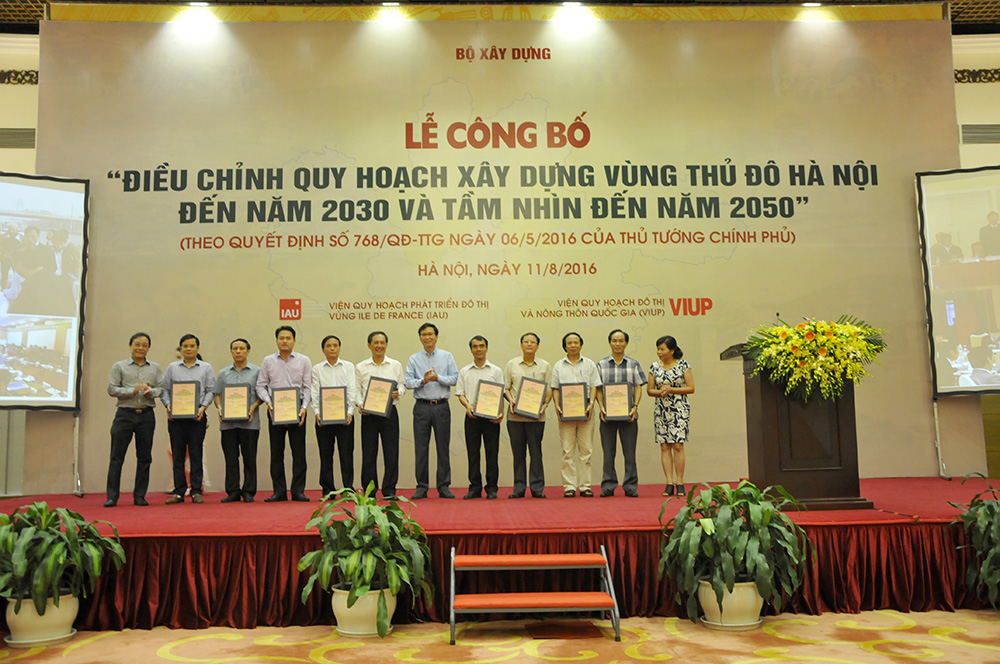 BỘ XÂY DỰNG
LỄ CÔNG BỐ
“ĐIỀU CHỈNH QUY HOẠCH XÂY DỰNG VÙNG THỦ ĐÔ HÀ NỘI
ĐẾN NĂM 2030 VÀ TẦM NHÌN ĐẾN NĂM 2050”
(THEO QUYẾT ĐỊNH SỐ 768/QĐ-TTG NGÀY 06/5/2016 CỦA THỦ TƯỚNG CHÍNH PHỦ)
HÀ NỘI, NGÀY 11/8/2016
IAU
VIỆN QUY HOẠCH PHÁT TRIỂN ĐÔ THỊ
VÙNG ILE DE FRANCE (IAU)
VIỆN QUY HOẠCH ĐÔ THỊ
VÀ NÔNG THÔN QUỐC GIA (VIUP)
VIUP